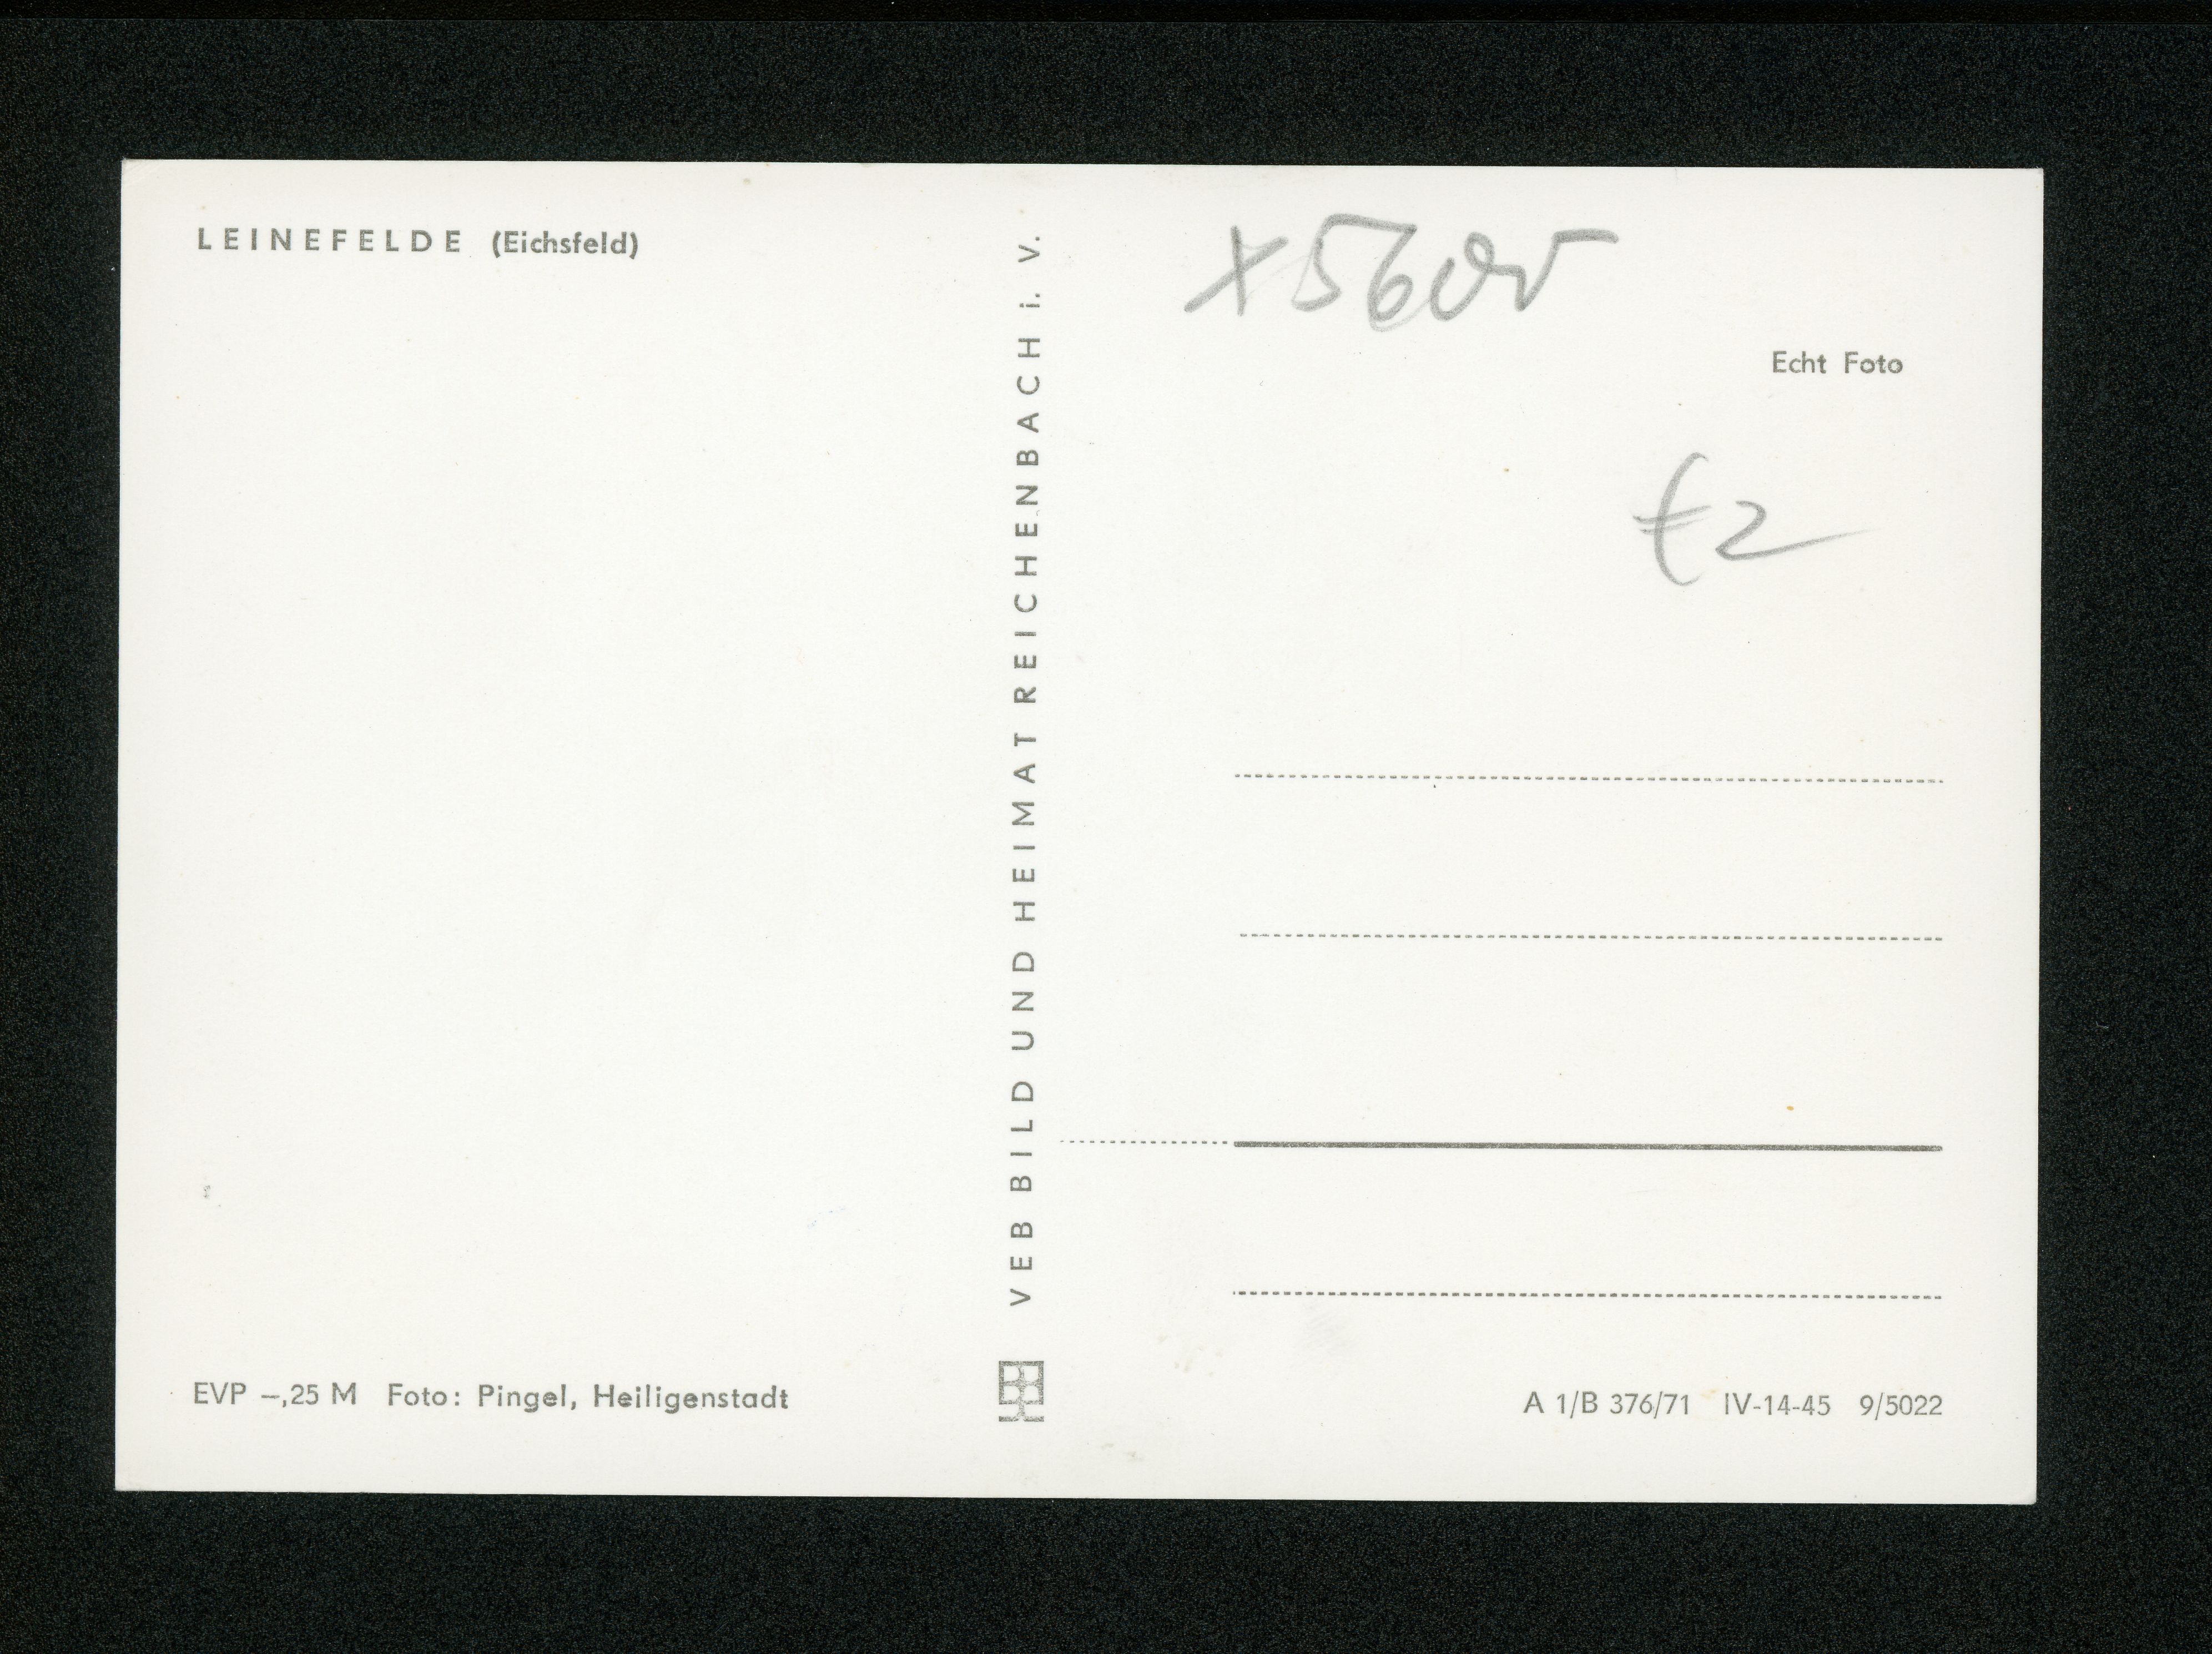 LEINEFELDE (Eichsfeld)
VEB BILD UND HEIMAT REICHENBACH i. V.
X5600
Echt Foto
€2
EVP –,25 M Foto: Pingel, Heiligenstadt
A 1/B 376/71 IV-14-45 9/5022